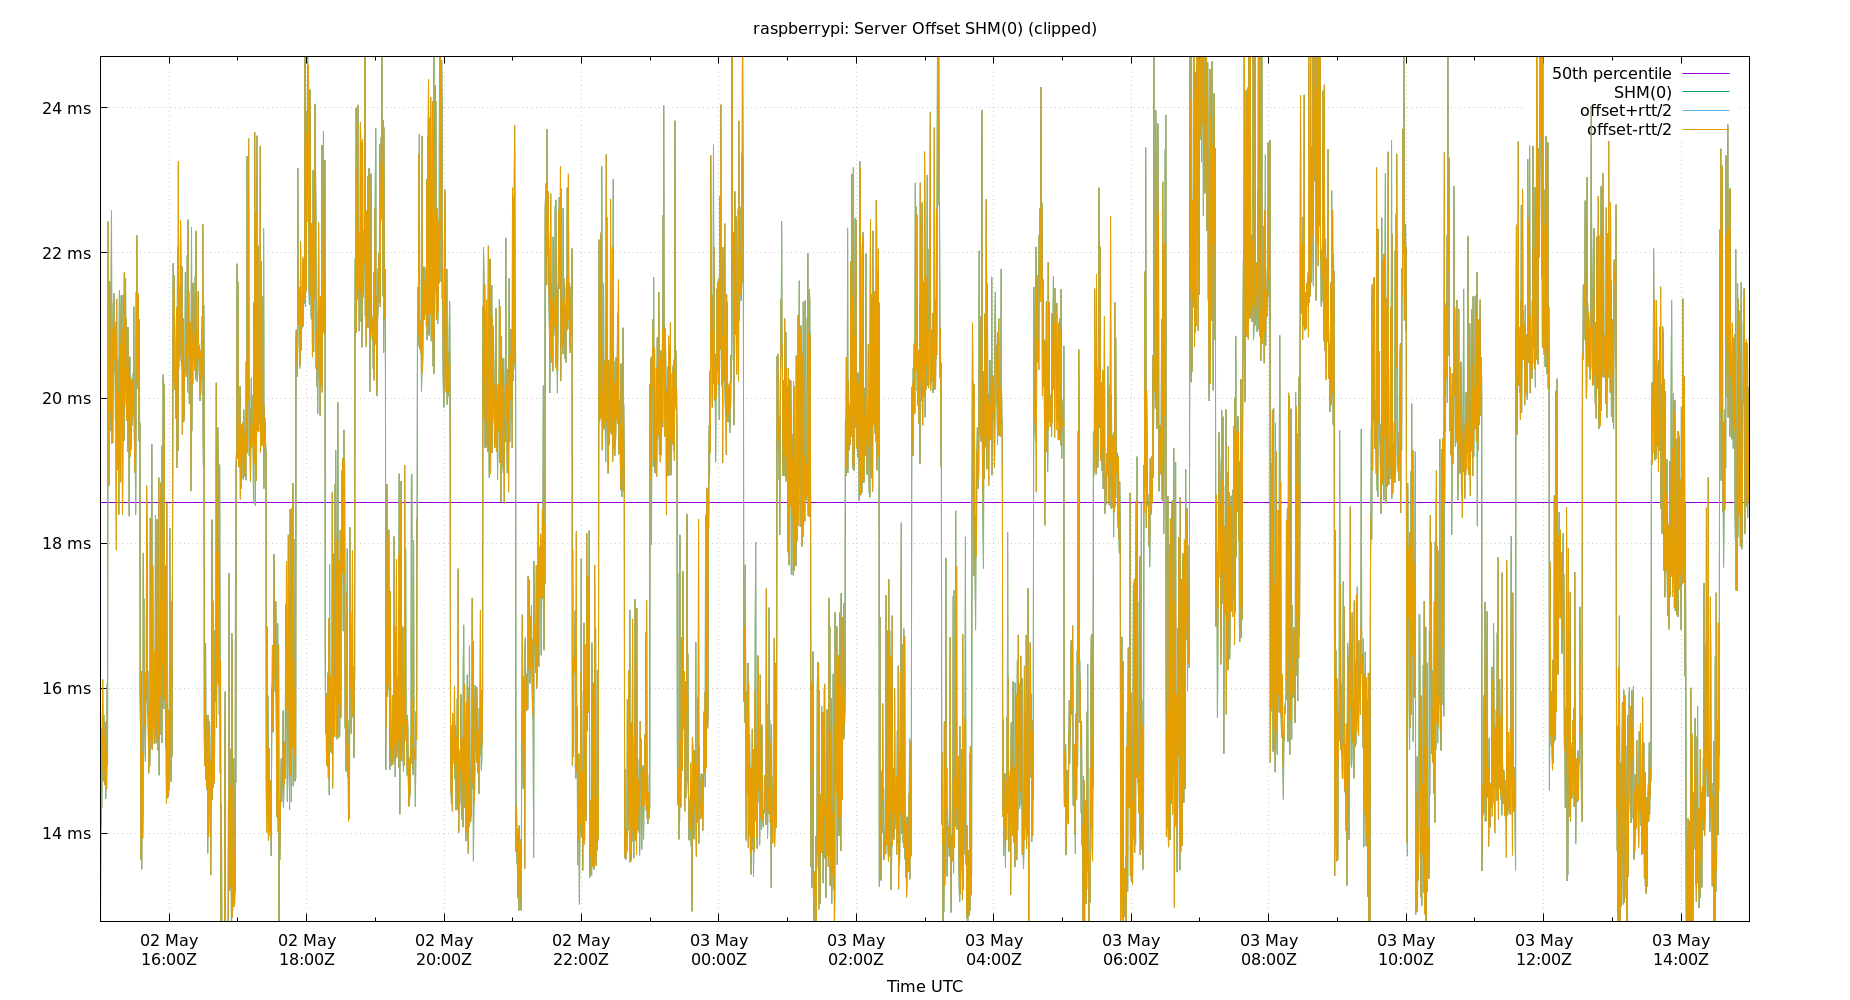 raspberrypi: Server Offset SHM(0) (clipped)
50th percentile
SHM(0)
offset+rtt/2
offset-rtt/2
24 ms
22 ms
20 ms
18 ms
16 ms
14 ms
02 May 02 May 02 May 02 May 03 May 03 May 03 May 03 May 03 May 03 May 03 May 03 May
16:00Z 18:00Z 20:00Z 22:00Z 00:00Z 02:00Z 04:00Z 06:00Z 08:00Z 10:00Z 12:00Z 14:00Z
Time UTC